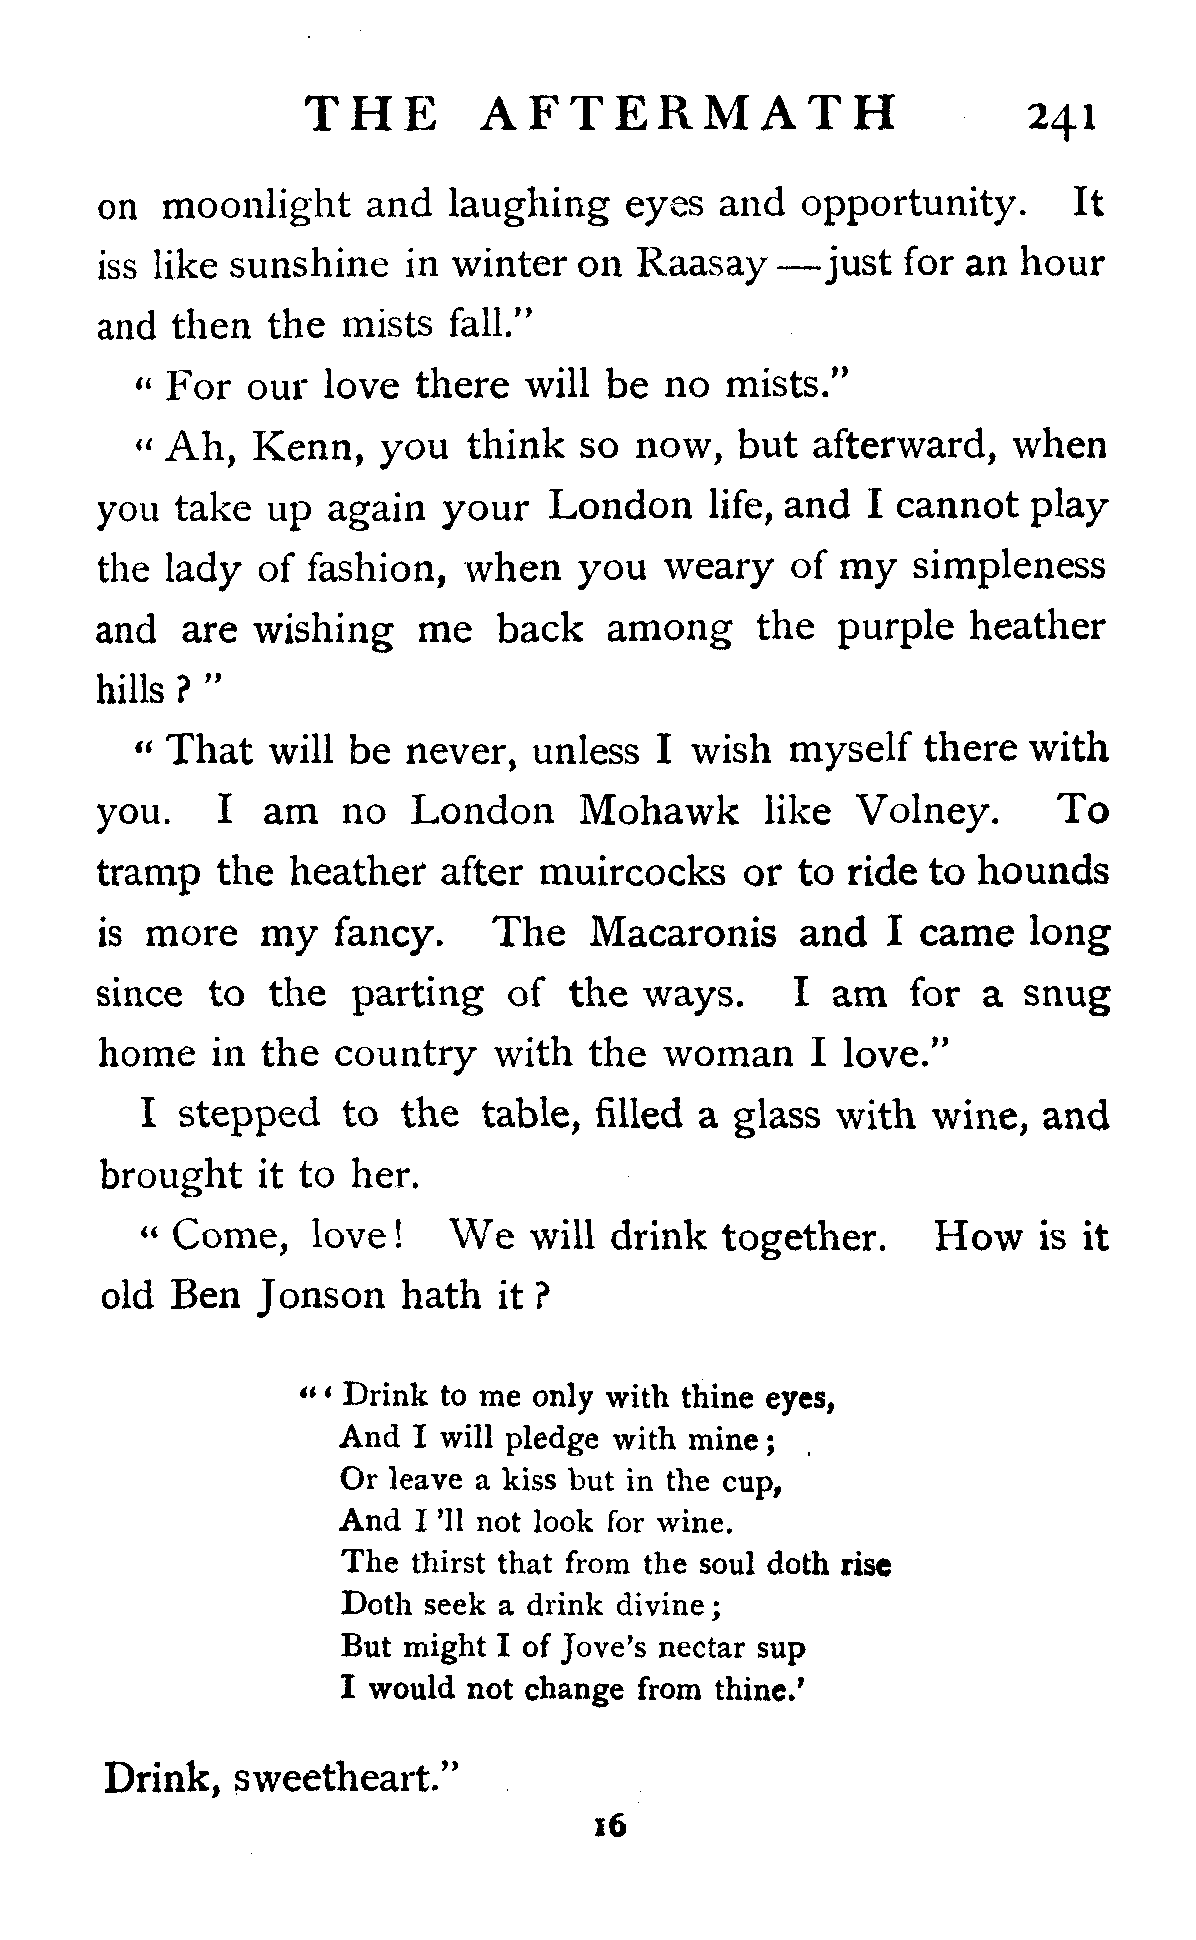 THE AFTERMATH 241
on moonlight and laughing eyes and opportunity. It
iss like sunshine in winter on Raasay — just for an hour
and then the mists fall."
" For our love there will be no mists."
" Ah, Kenn, you think so now, but afterward, when
you take up again your London life, and I cannot play
the lady of fashion, when you weary of my simpleness
and are wishing me back among the purple heather
hills ? "
" That will be never, unless I wish myself there with
you. I am no London Mohawk like Volney. To
tramp the heather after muircocks or to ride to hounds
is more my fancy. The Macaronis and I came long
since to the parting of the ways. I am for a snug
home in the country with the woman I love."
I stepped to the table, filled a glass with wine, and
brought it to her.
" Come, love ! We will drink together. How is it
old Ben Jonson hath it ?
" ' Drink to me only with thine eyes,
And I will pledge with mine ;
Or leave a kiss but in the cup,
And I 'll not look for wine.
The thirst that from the soul doth rise
Doth seek a drink divine ;
But might I of Jove's nectar sup
I would not change from thine.'
Drink, sweetheart."
16